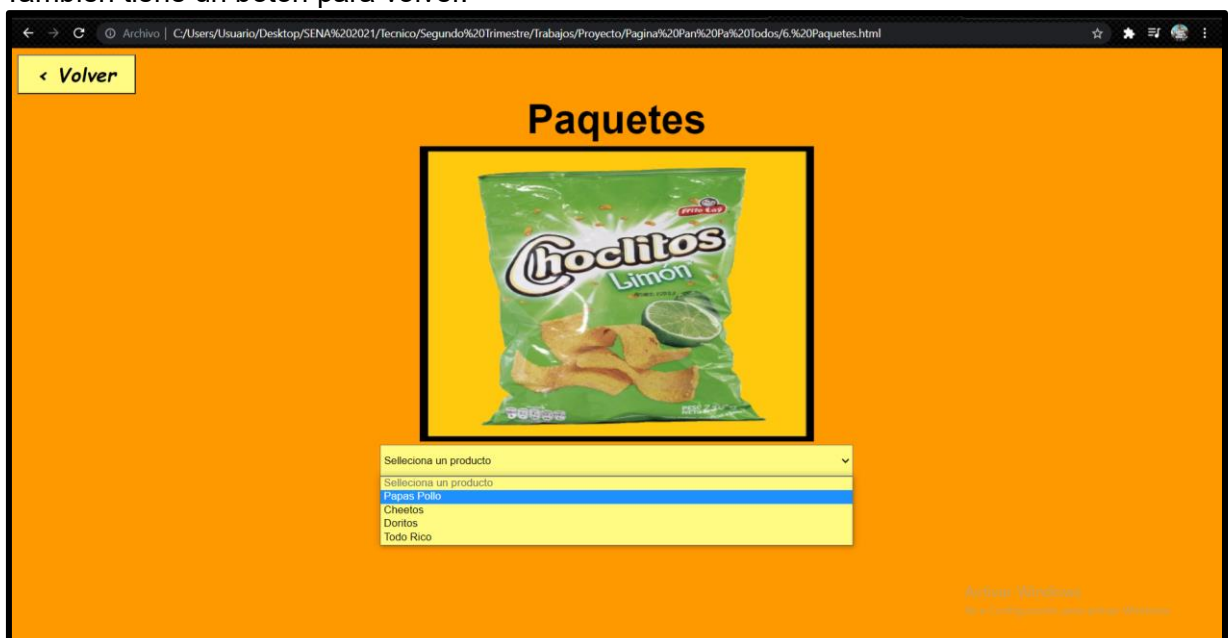 También tiene un botón para volver.
Archivo | C:/Users/Usuario/Desktop/SENA%202021/Tecnico/Segundo%20Trimestre/Trabajos/Proyecto/Pagina%20Pan%20Pa%20Todos/6.%20Paquetes.html
< Volver
Paquetes
Frito Lay
Choclitos
Limón
Selleciona un producto
Selleciona un producto
Papas Pollo
Cheetos
Doritos
Todo Rico
Activar Windows